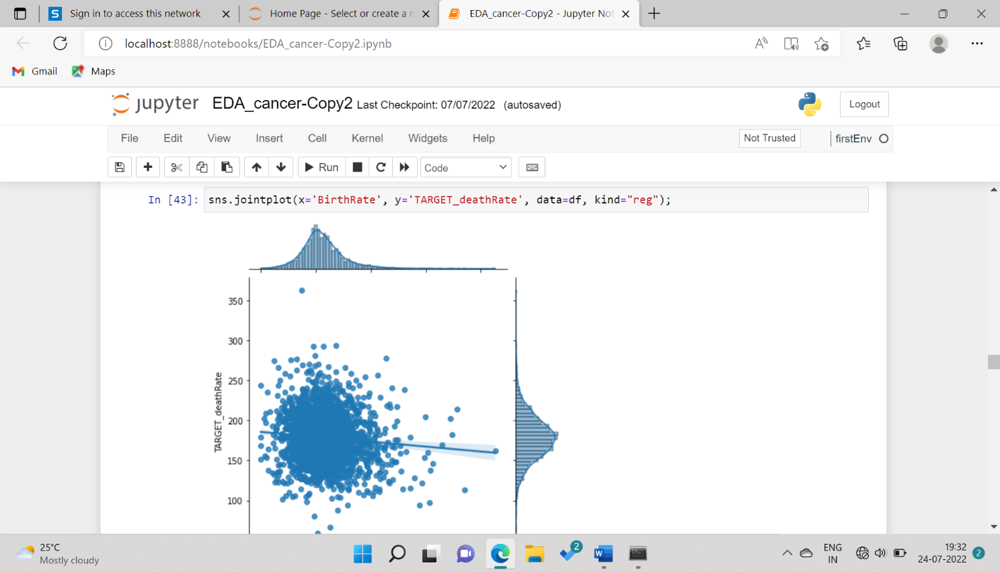 Sign in to access this network
Home Page - Select or create a n
EDA_cancer-Copy2 - Jupyter Not
localhost:8888/notebooks/EDA_cancer-Copy2.ipynb
Gmail
Maps
jupyter
EDA_cancer-Copy2 Last Checkpoint: 07/07/2022 (autosaved)
Logout
File Edit View Insert Cell Kernel Widgets Help
Not Trusted
firstEnv
Run
Code
In [43]: sns.jointplot(x='BirthRate', y='TARGET_deathRate', data=df, kind="reg");
350
300
250
200
150
100
TARGET_deathRate
25°C
Mostly cloudy
2
ENG
IN
19:32
24-07-2022
2